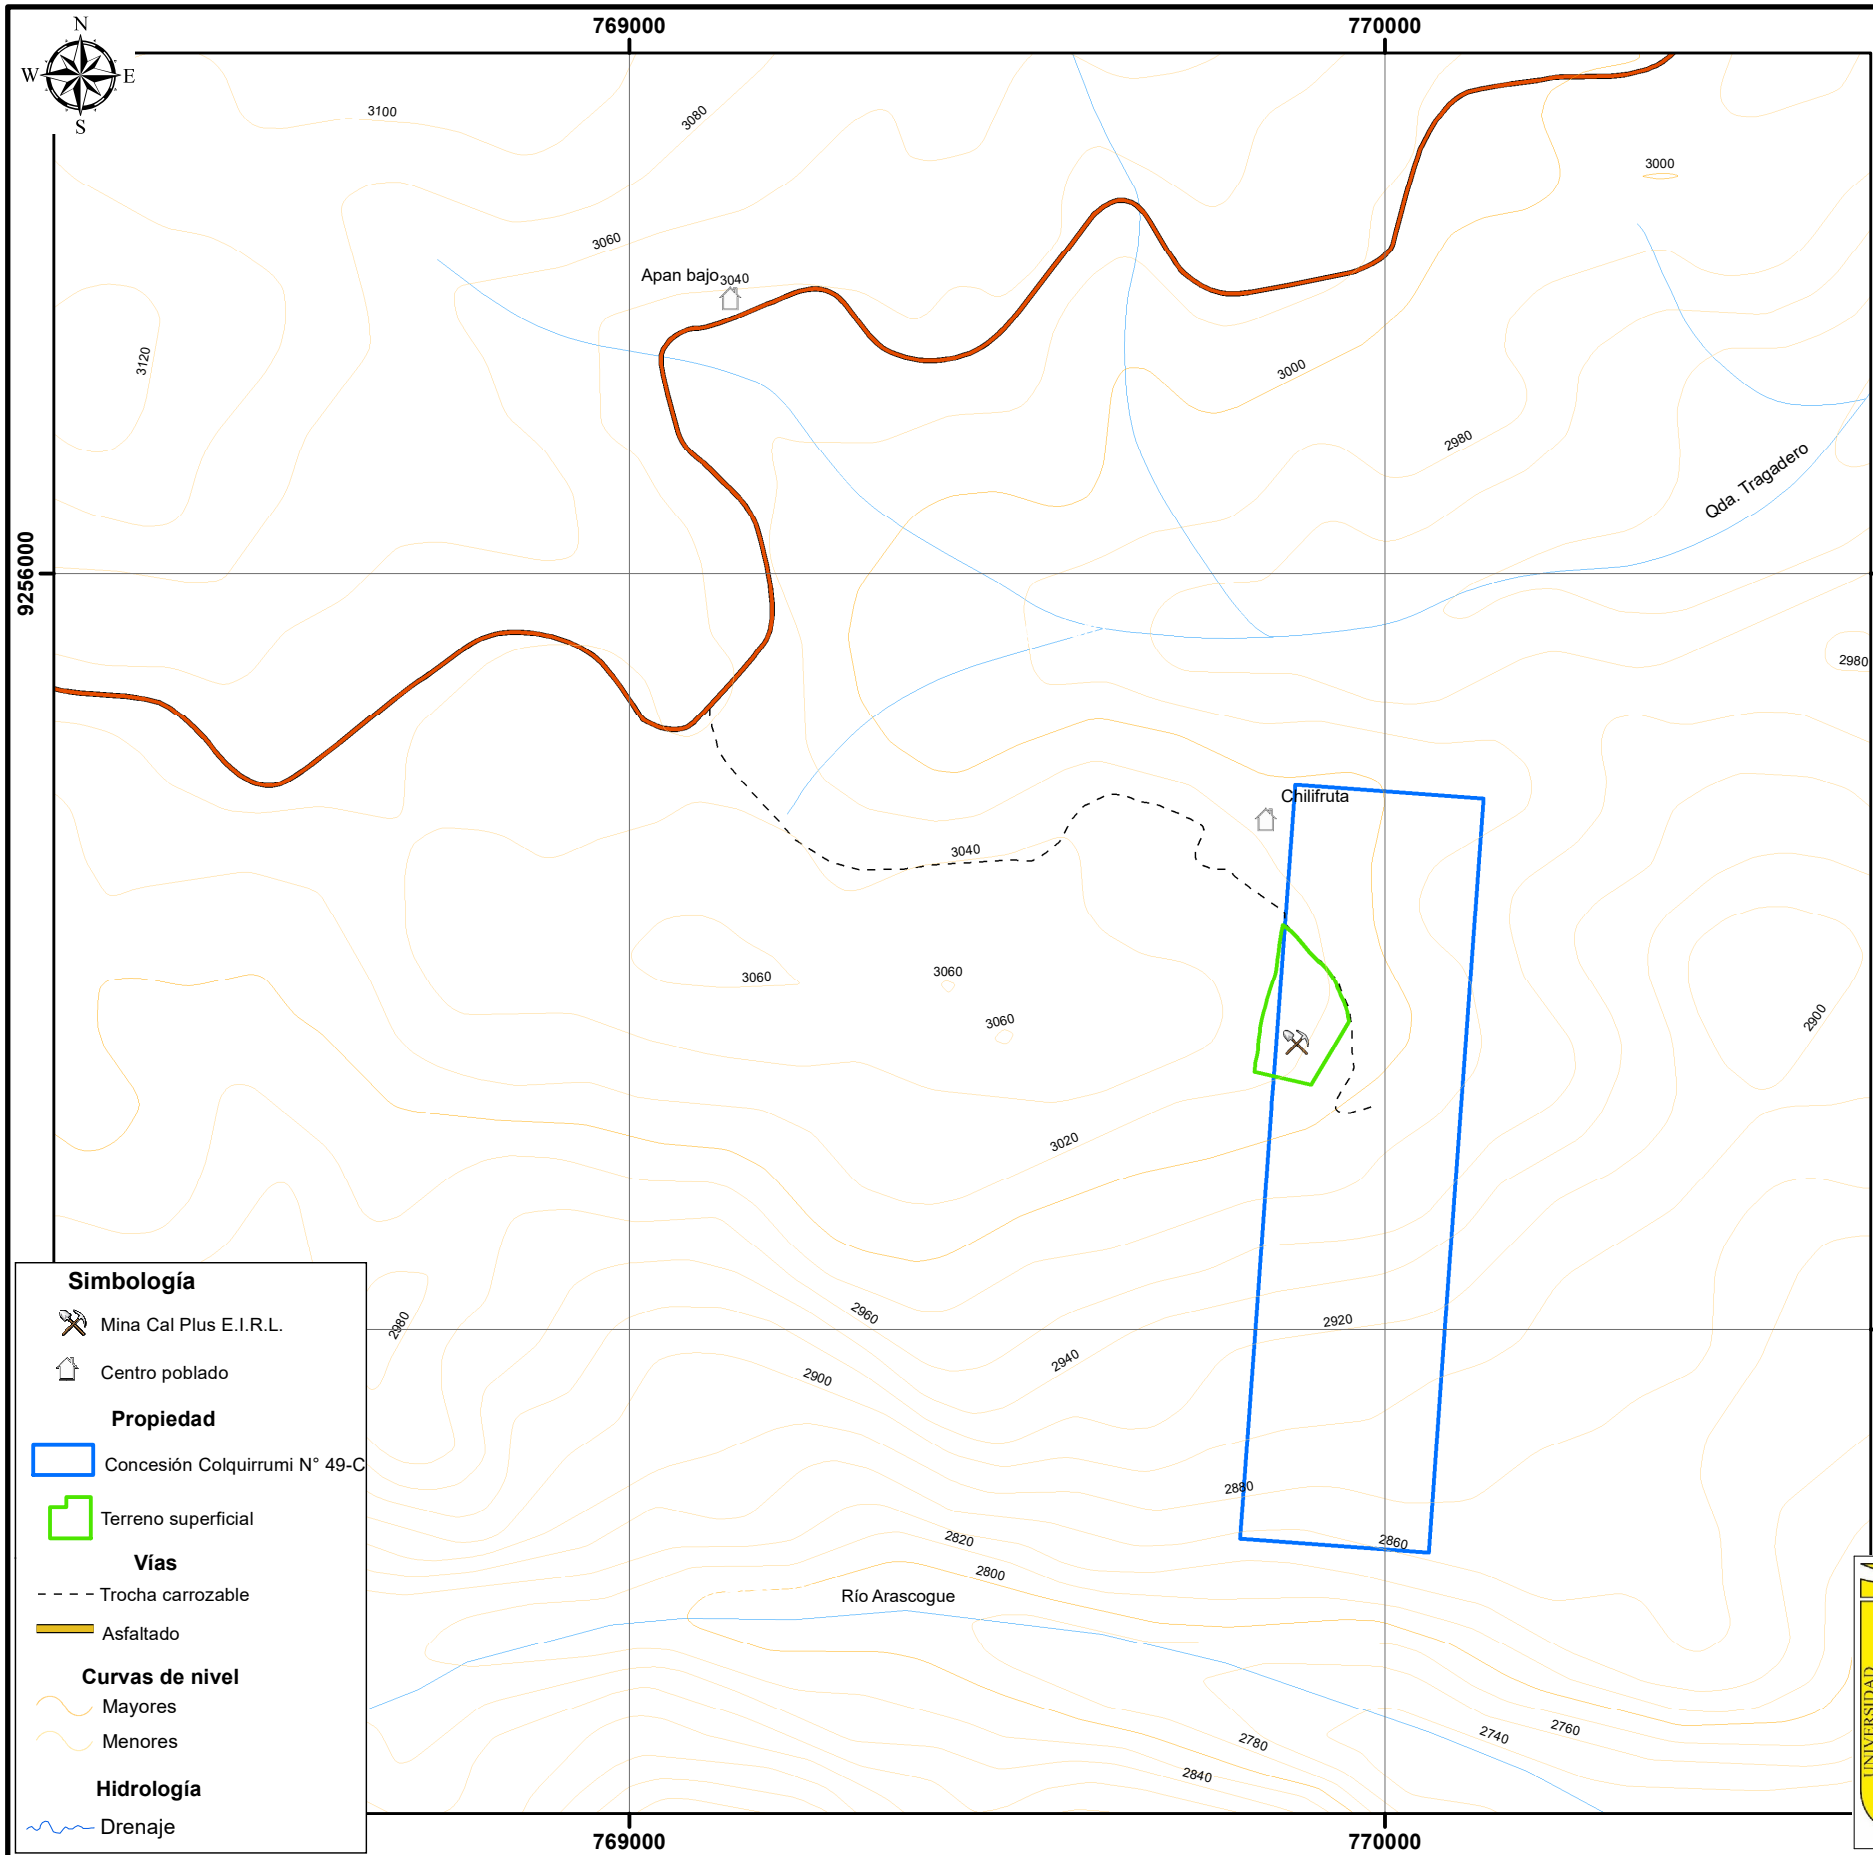 769000
770000
N
W
E
S
3100
3080
3000
3060
Apan bajo
3040
3120
3000
2980
Qda. Tragadero
9256000
2980
Chilifruta
3040
3060
3060
3060
2900
3020
2980
2960
2920
2940
2900
2880
2860
2820
2800
Río Arascogue
2780
2740
2760
2840
Simbología
Mina Cal Plus E.I.R.L.
Centro poblado
Propiedad
Concesión Colquirrumi N° 49-C
Terreno superficial
Vías
Trocha carrozable
Asfaltado
Curvas de nivel
Mayores
Menores
Hidrología
Drenaje
UNIVERSIDAD
769000
770000